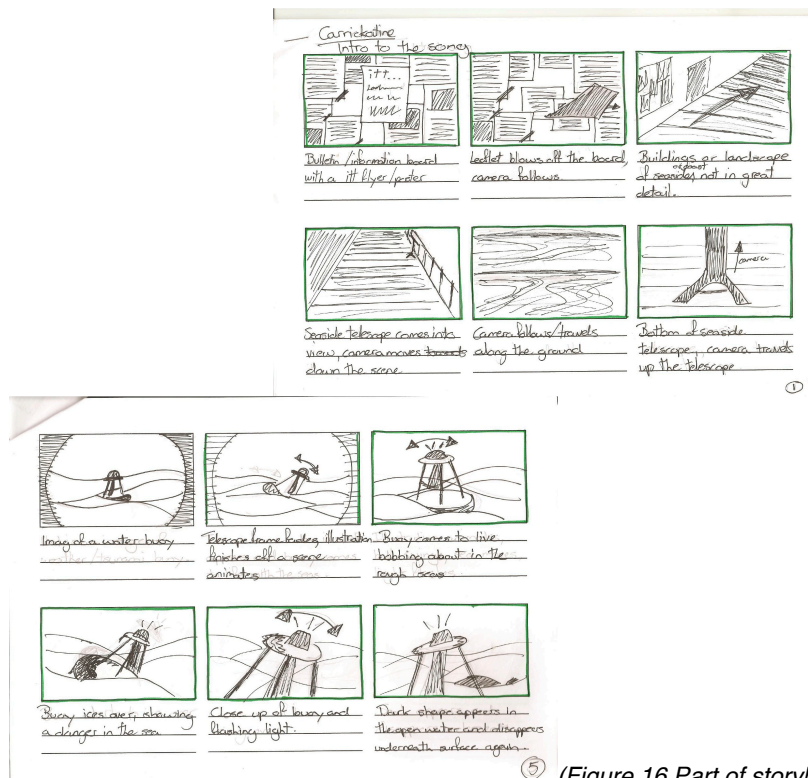 Carrickatine
Intro to the song
itt...
Bulletin/information board
with a itt flyer/poster
Leaflet blows off the board,
camera follows.
Buildings or landscape
of seaside, not in great
detail.
camera
Seaside telescope comes into
view, camera moves towards
down the scene
Camera follows/travels
along the ground
Bottom of seaside
telescope, camera travels
up the telescope
1
Imag of a water buoy
Telescope frame fades, illustration
finishes off a scene
animates
Buoy comes to live,
bobbing about in the
rough seas
Buoy ices over, showing
a danger in the sea
Close up of buoy and
flashing light.
Dark shape appears in
the open water and disappears
underneath surface again.
5
(Figure 16 Part of story